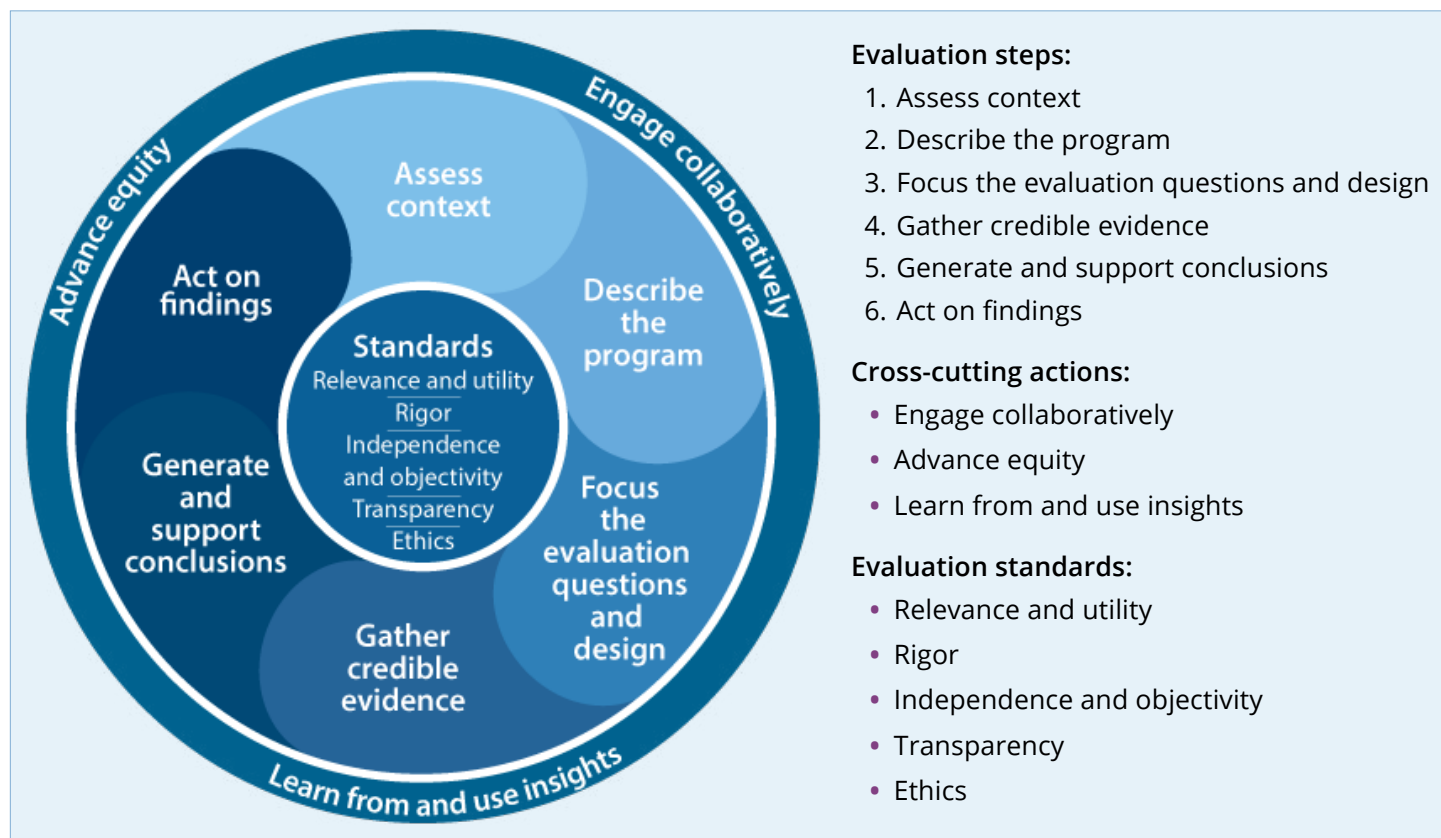 Advance equity
Engage collaboratively
Assess
context
Describe
the
program
Focus
the
evaluation
questions
and
design
Gather
credible
evidence
Generate
and
support
conclusions
Act on
findings
Standards
Relevance and utility
Rigor
Independence
and objectivity
Transparency
Ethics
Learn from and use insights
Evaluation steps:
1. Assess context
2. Describe the program
3. Focus the evaluation questions and design
4. Gather credible evidence
5. Generate and support conclusions
6. Act on findings
Cross-cutting actions:
• Engage collaboratively
• Advance equity
• Learn from and use insights
Evaluation standards:
• Relevance and utility
• Rigor
• Independence and objectivity
• Transparency
• Ethics